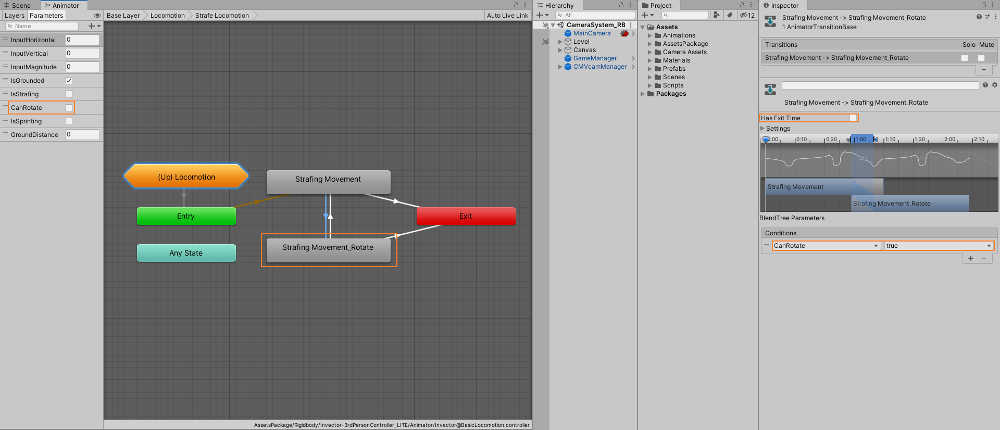 Scene
Animator
Layers
Parameters
Base Layer
Locomotion
Strafe Locomotion
Auto Live Link
Name
InputHorizontal
0
InputVertical
0
InputMagnitude
0
IsGrounded
IsStrafing
CanRotate
IsSprinting
GroundDistance
0
(Up) Locomotion
Strafing Movement
Entry
Exit
Any State
Strafing Movement_Rotate
AssetsPackage/Rigidbody/Invector-3rdPersonController_LITE/Animator/Invector@BasicLocomotion.controller
Hierarchy
All
CameraSystem_RB
MainCamera
Level
Canvas
GameManager
CMVcamManager
Project
12
Assets
Animations
AssetsPackage
Camera Assets
Materials
Prefabs
Scenes
Scripts
Packages
Inspector
Strafing Movement -> Strafing Movement_Rotate
1 AnimatorTransitionBase
Transitions
Solo
Mute
Strafing Movement -> Strafing Movement_Rotate
Strafing Movement -> Strafing Movement_Rotate
Has Exit Time
Settings
:00
0:10
0:20
1:00
1:10
1:20
2:00
2:10
Strafing Movement
Strafing Movement_Rotate
BlendTree Parameters
Conditions
CanRotate
true